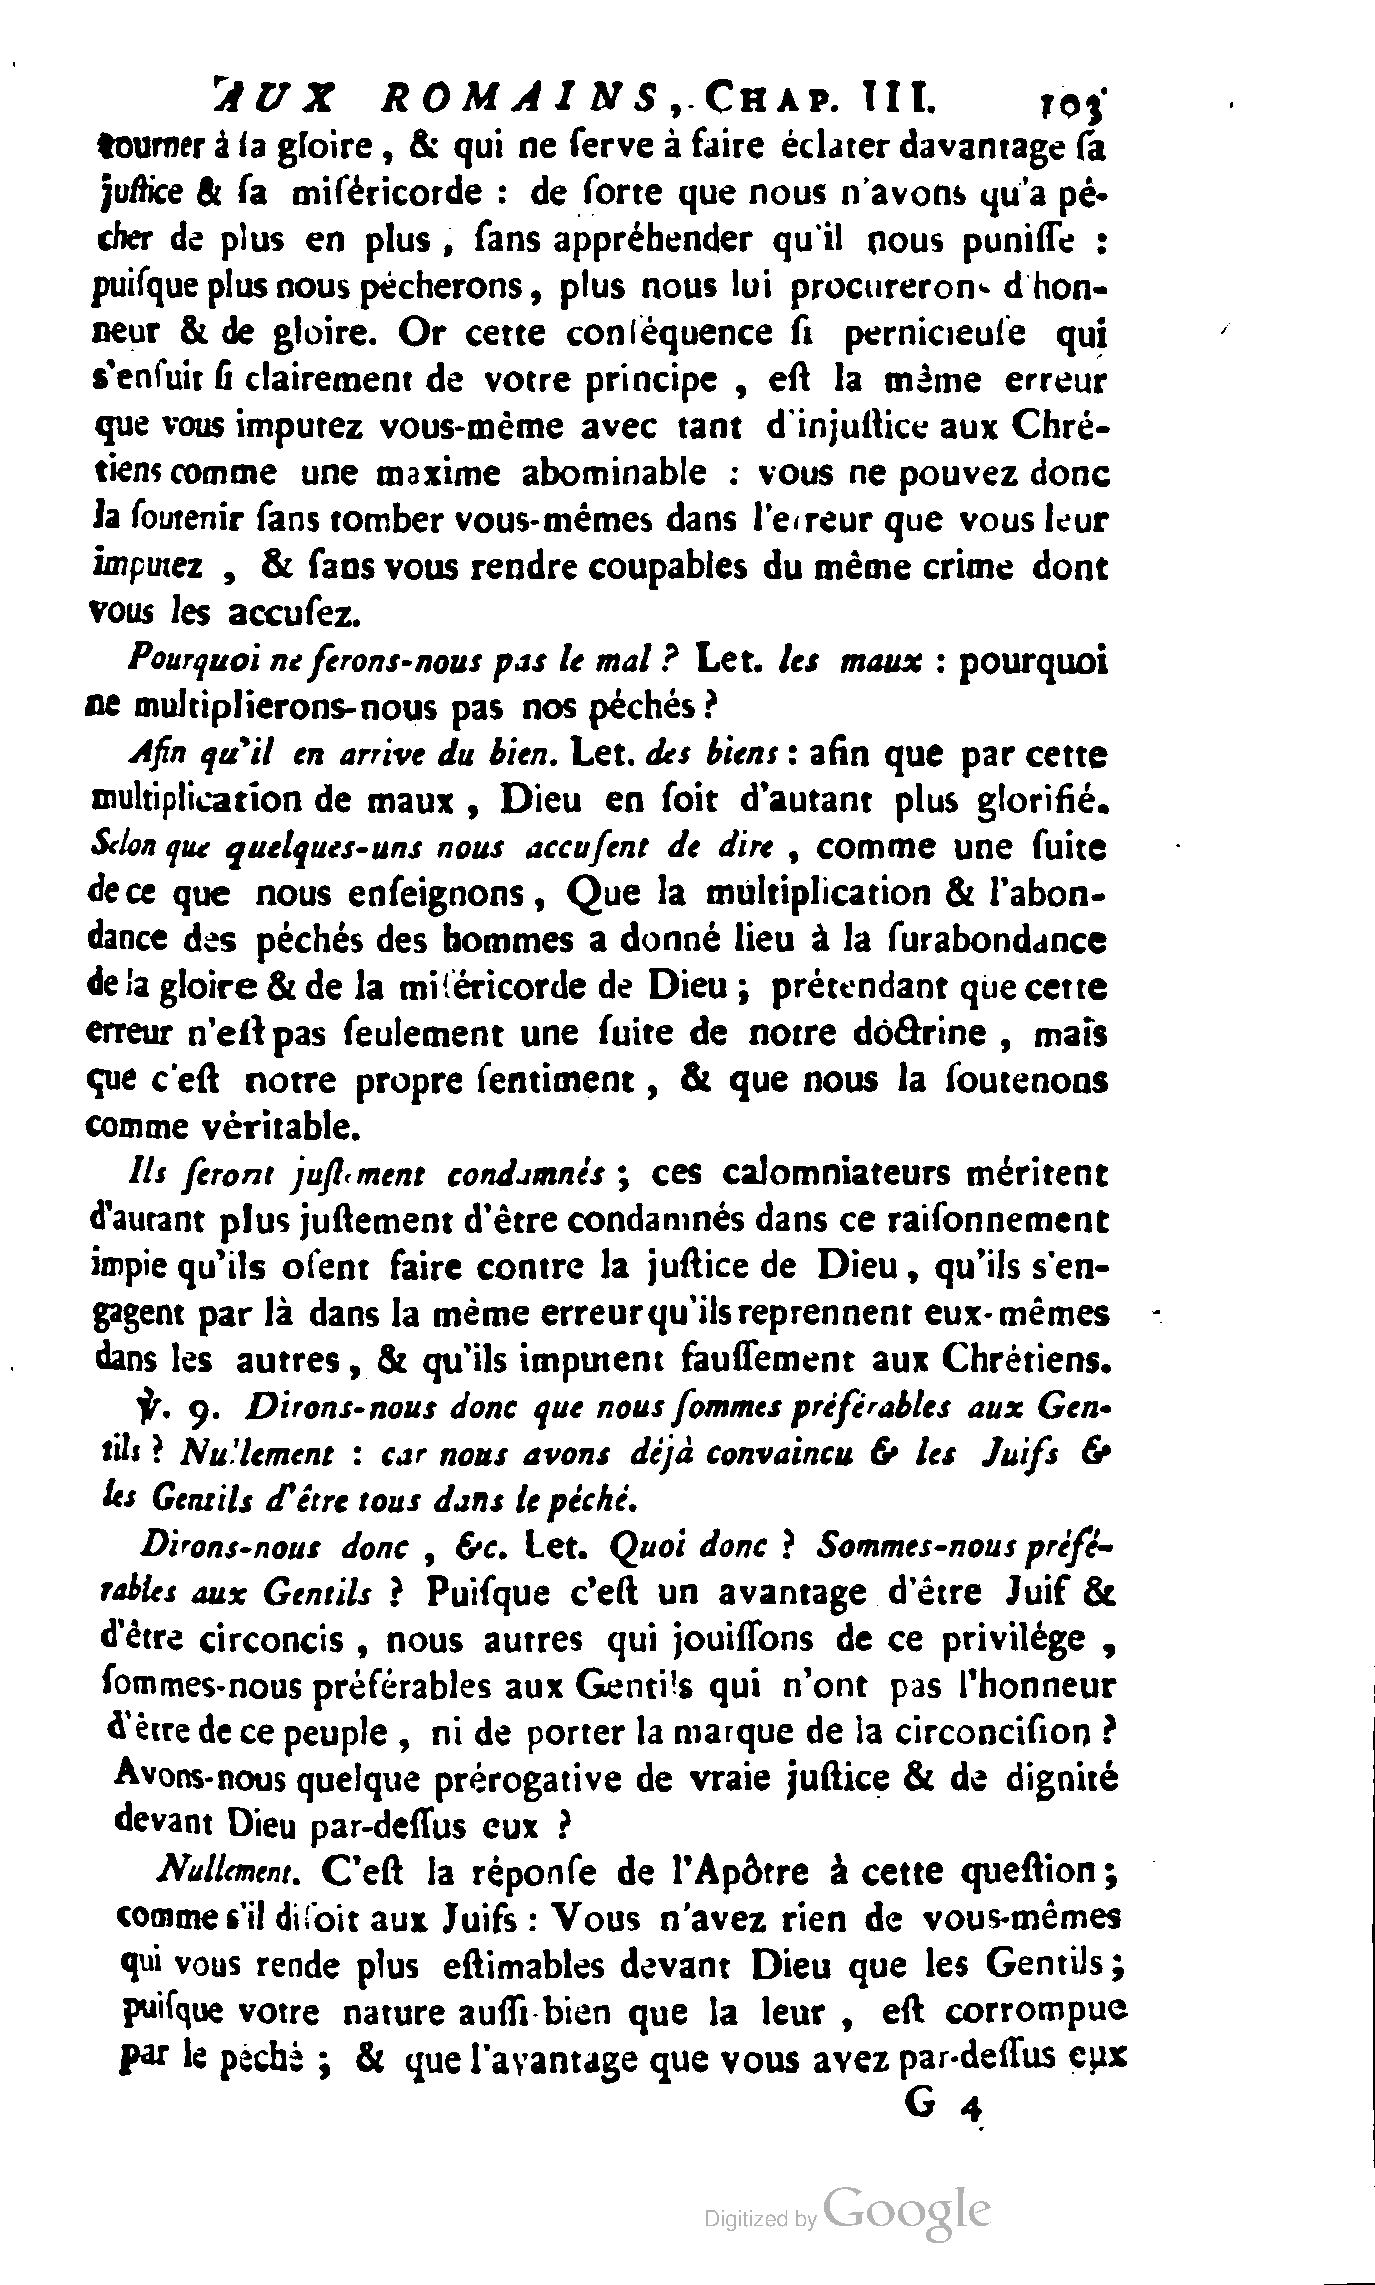 AUX ROMAINS, CHAP. III. 103
tourner à ſa gloire, & qui ne ſerve à faire éclater davantage ſa
juſtice & ſa miſéricorde : de ſorte que nous n'avons qu'a pé-
cher de plus en plus, ſans appréhender qu'il nous puniſſe :
puiſque plus nous pécherons, plus nous lui procurerons d'hon-
neur & de gloire. Or cette conſéquence ſi pernicieuſe qui
s'enſuit ſi clairement de votre principe, eſt la même erreur
que vous imputez vous-même avec tant d'injuſtice aux Chré-
tiens comme une maxime abominable : vous ne pouvez donc
la ſoutenir ſans tomber vous-mêmes dans l'erreur que vous leur
imputez, & ſans vous rendre coupables du même crime dont
vous les accuſez.
Pourquoi ne ferons-nous pas le mal ? Let. les maux : pourquoi
ne multiplierons-nous pas nos péchés ?
Afin qu'il en arrive du bien. Let. des biens : afin que par cette
multiplication de maux, Dieu en ſoit d'autant plus glorifié.
Selon que quelques-uns nous accuſent de dire, comme une ſuite
de ce que nous enſeignons, Que la multiplication & l'abon-
dance des péchés des hommes a donné lieu à la ſurabondance
de la gloire & de la miſéricorde de Dieu ; prétendant que cette
erreur n'eſt pas ſeulement une ſuite de notre doctrine, mais
que c'eſt notre propre ſentiment, & que nous la ſoutenons
comme véritable.
Ils ſeront juſtement condamnés ; ces calomniateurs méritent
d'autant plus juſtement d'être condamnés dans ce raiſonnement
impie qu'ils oſent faire contre la juſtice de Dieu, qu'ils s'en-
gagent par là dans la même erreur qu'ils reprennent eux-mêmes
dans les autres, & qu'ils imputent fauſſement aux Chrétiens.
℣. 9. Dirons-nous donc que nous ſommes préférables aux Gen-
tils ? Nullement : car nous avons déjà convaincu & les Juifs &
les Gentils d'être tous dans le péché.
Dirons-nous donc, &c. Let. Quoi donc ? Sommes-nous préfé-
rables aux Gentils ? Puiſque c'eſt un avantage d'être Juif &
d'être circoncis, nous autres qui jouiſſons de ce privilége,
ſommes-nous préférables aux Gentils qui n'ont pas l'honneur
d'être de ce peuple, ni de porter la marque de la circonciſion ?
Avons-nous quelque prérogative de vraie juſtice & de dignité
devant Dieu par-deſſus eux ?
Nullement. C'eſt la réponſe de l'Apôtre à cette queſtion ;
comme s'il diſoit aux Juifs : Vous n'avez rien de vous-mêmes
qui vous rende plus eſtimables devant Dieu que les Gentils ;
puiſque votre nature auſſi-bien que la leur, eſt corrompue
par le péché ; & que l'avantage que vous avez par-deſſus eux
G 4
Digitized by Google